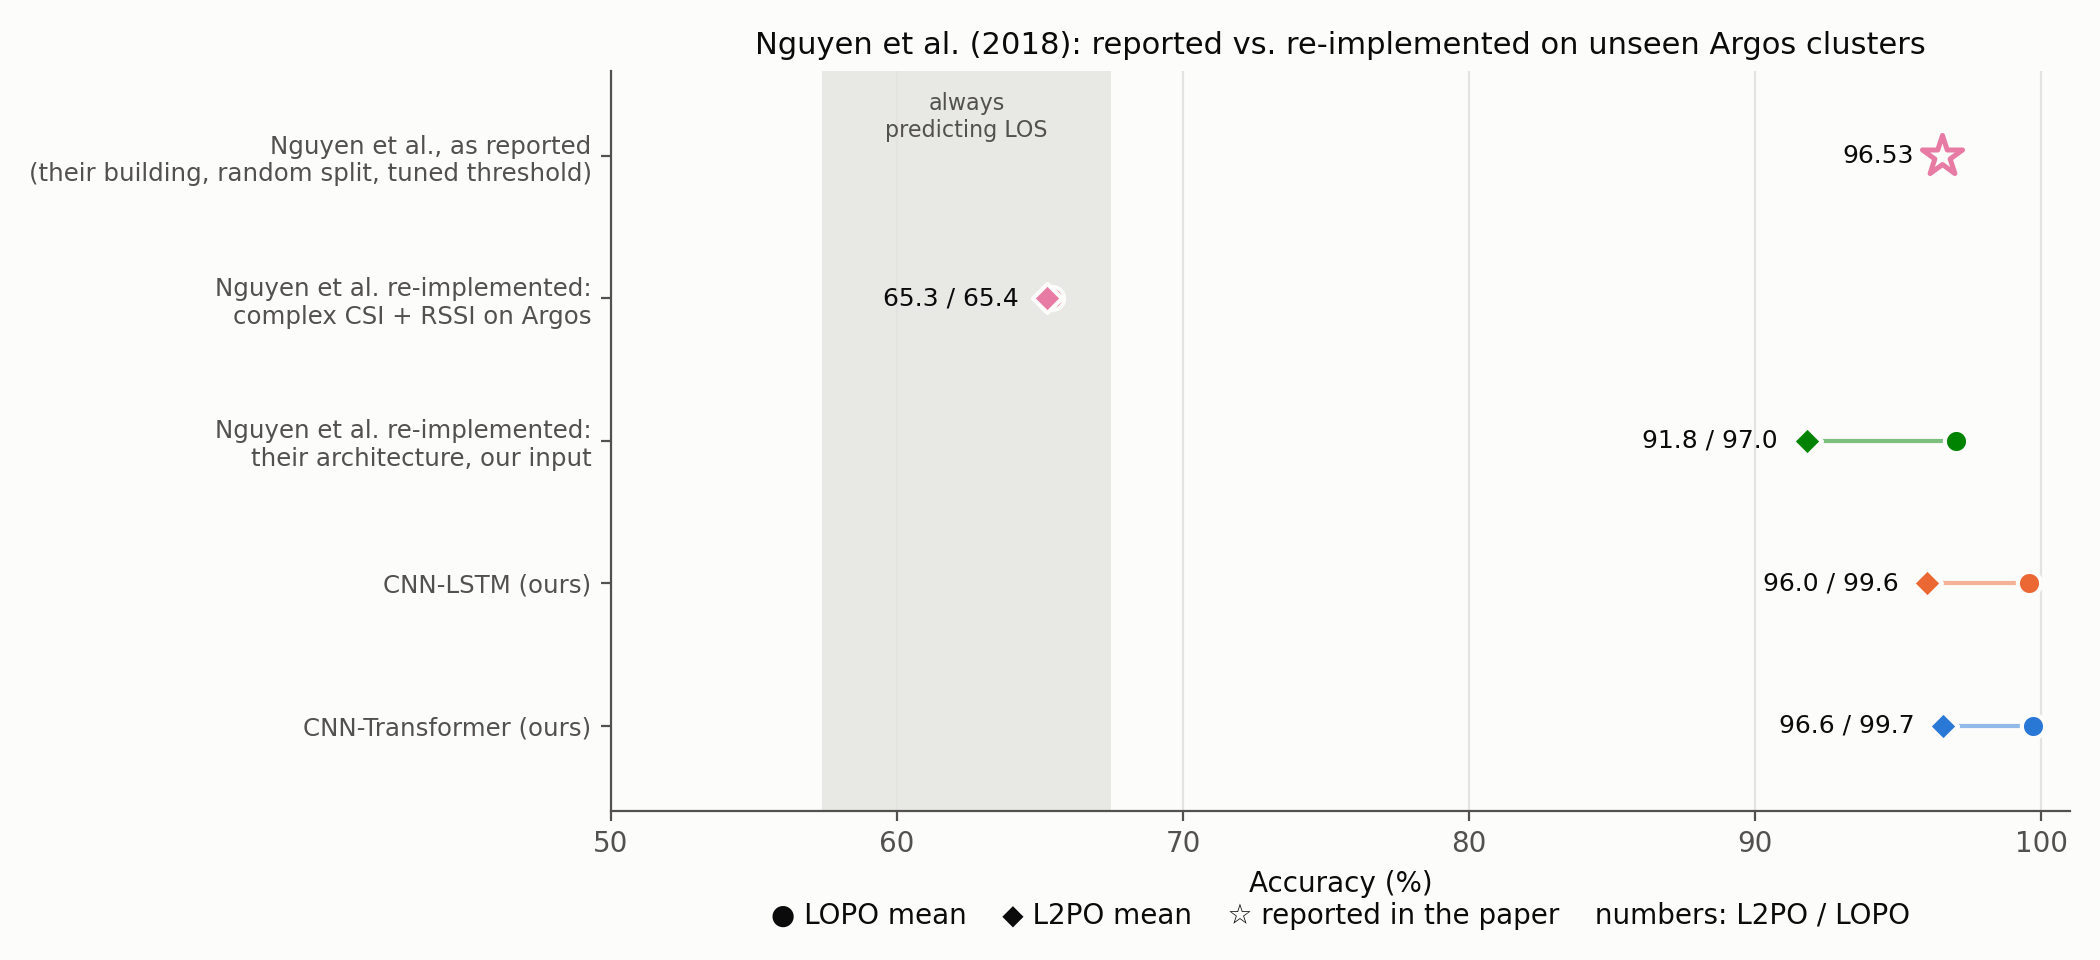 Nguyen et al. (2018): reported vs. re-implemented on unseen Argos clusters
always
predicting LOS
Nguyen et al., as reported
(their building, random split, tuned threshold)
96.53
Nguyen et al. re-implemented:
complex CSI + RSSI on Argos
65.3 / 65.4
Nguyen et al. re-implemented:
their architecture, our input
91.8 / 97.0
CNN-LSTM (ours)
96.0 / 99.6
CNN-Transformer (ours)
96.6 / 99.7
50 60 70 80 90 100
Accuracy (%)
● LOPO mean ◆ L2PO mean ☆ reported in the paper numbers: L2PO / LOPO